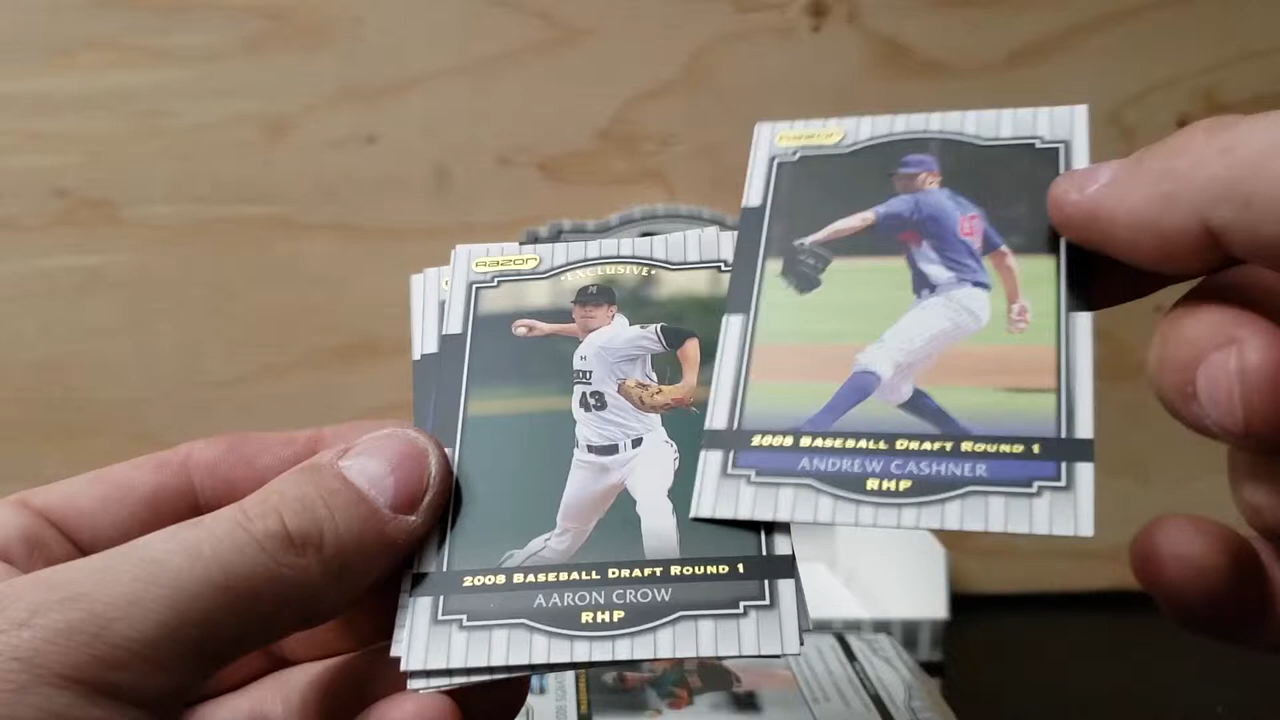 Razor
EXCLUSIVE
M
43
2008 BASEBALL DRAFT ROUND 1
AARON CROW
RHP
2008 BASEBALL DRAFT ROUND 1
ANDREW CASHNER
RHP